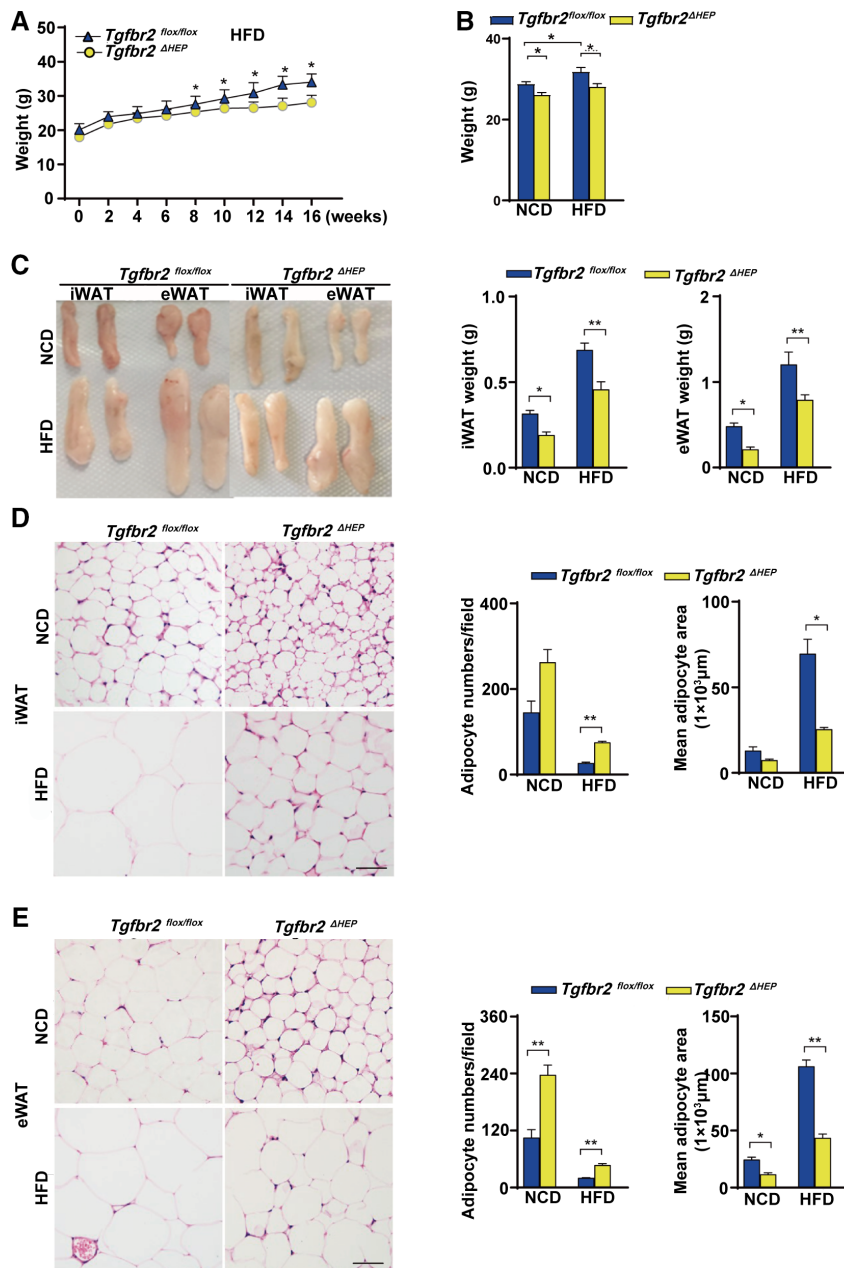 A
Tgfbr2 flox/flox HFD
Tgfbr2 ΔHEP
Weight (g)
50
40
30
20
10
0
* * * * *
0 2 4 6 8 10 12 14 16 (weeks)
B
Tgfbr2 flox/flox Tgfbr2 ΔHEP
Weight (g)
40
20
0
* * *
NCD HFD
C
Tgfbr2 flox/flox Tgfbr2 ΔHEP
iWAT eWAT iWAT eWAT
NCD
HFD
Tgfbr2 flox/flox Tgfbr2 ΔHEP
iWAT weight (g)
1.0
0.5
0.0
* **
NCD HFD
eWAT weight (g)
2
1
0
* **
NCD HFD
D
Tgfbr2 flox/flox Tgfbr2 ΔHEP
iWAT
NCD
HFD
Tgfbr2 flox/flox Tgfbr2 ΔHEP
Adipocyte numbers/field
400
200
0
**
NCD HFD
Mean adipocyte area
(1×10³μm)
100
50
0
*
NCD HFD
E
Tgfbr2 flox/flox Tgfbr2 ΔHEP
eWAT
NCD
HFD
Tgfbr2 flox/flox Tgfbr2 ΔHEP
Adipocyte numbers/field
360
240
120
0
** **
NCD HFD
Mean adipocyte area
(1×10³μm)
150
100
50
0
* **
NCD HFD